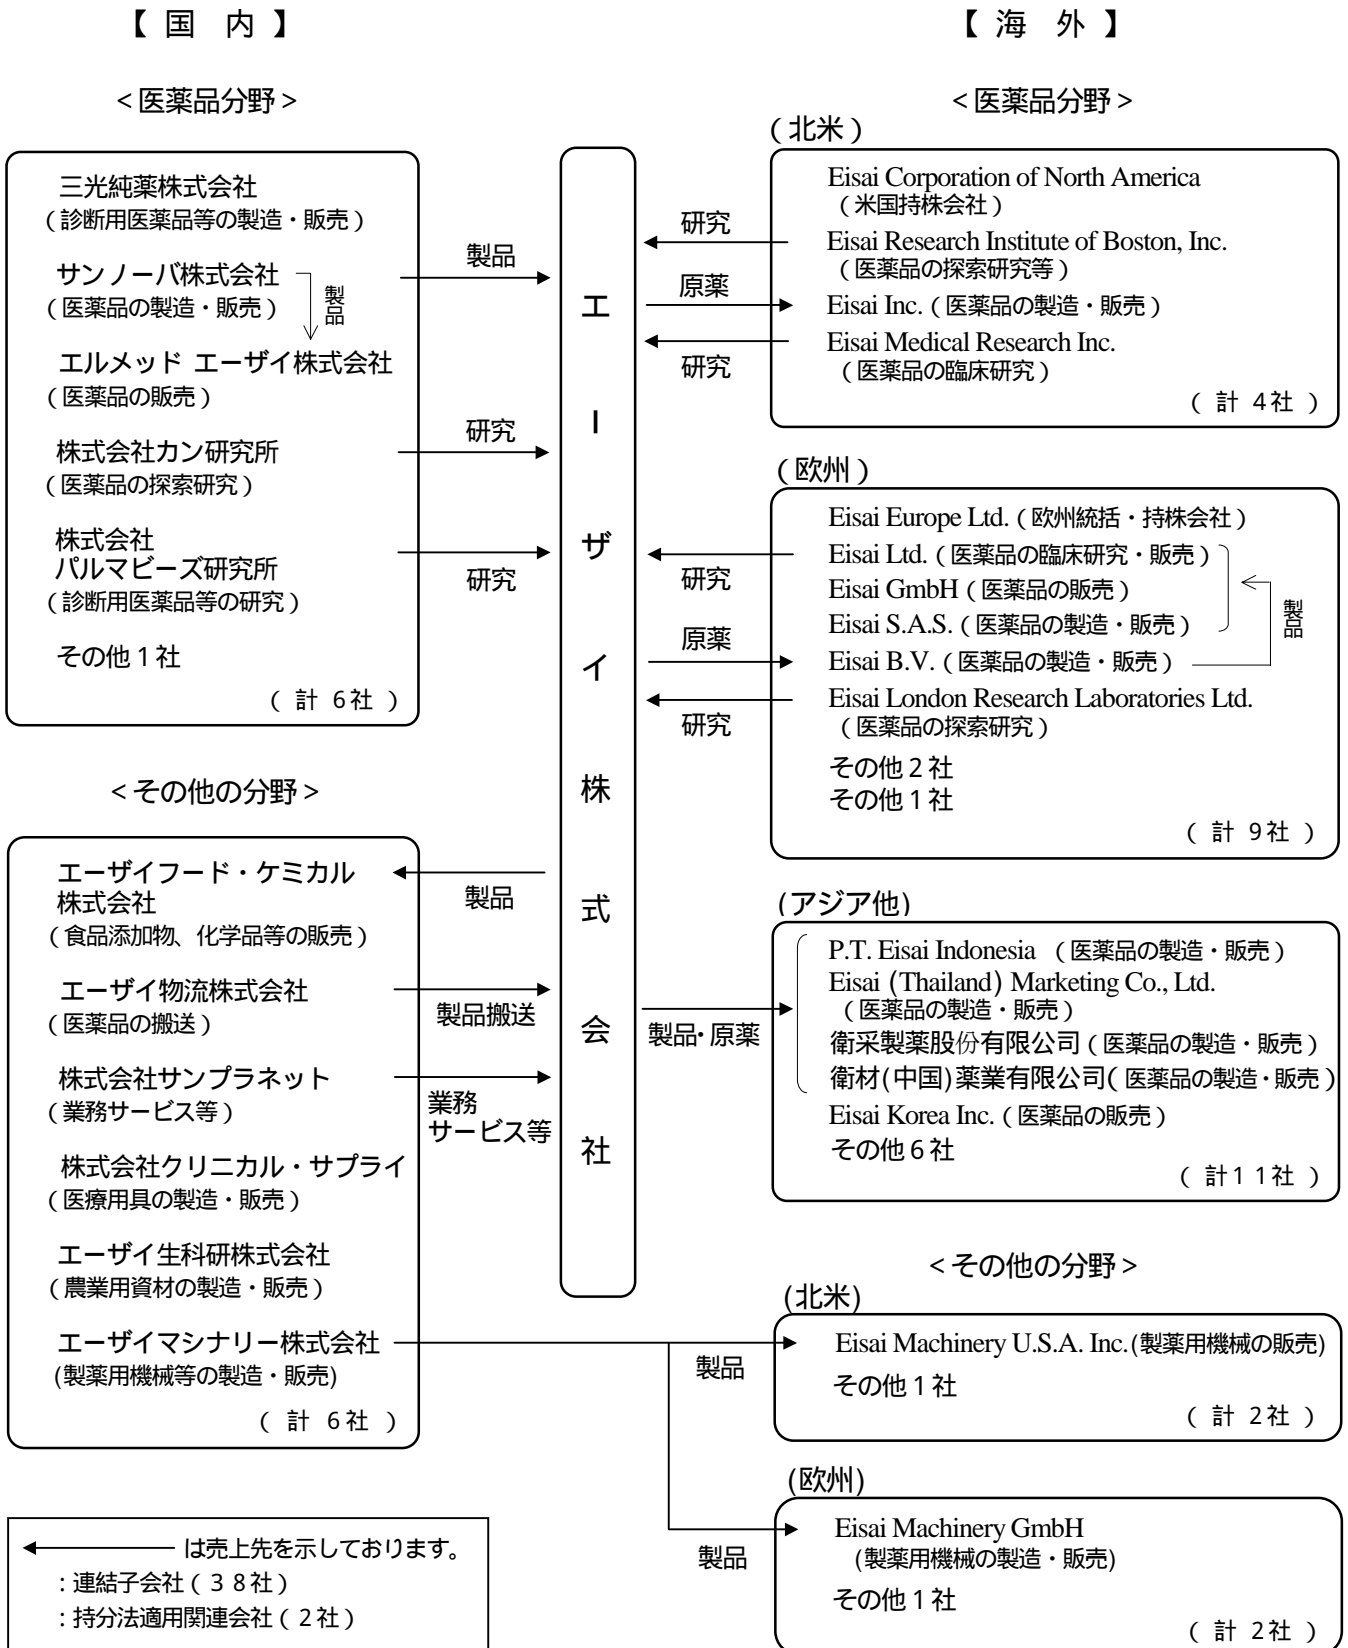 【 国 内 】
<医薬品分野>
三光純薬株式会社
(診断用医薬品等の製造・販売)
サンノーバ株式会社
(医薬品の製造・販売)
製品
エルメッド エーザイ株式会社
(医薬品の販売)
株式会社カン研究所
(医薬品の探索研究)
株式会社
パルマビーズ研究所
(診断用医薬品等の研究)
その他1社
( 計 6社 )
製品
研究
研究
<その他の分野>
エーザイフード・ケミカル
株式会社
(食品添加物、化学品等の販売)
エーザイ物流株式会社
(医薬品の搬送)
株式会社サンプラネット
(業務サービス等)
株式会社クリニカル・サプライ
(医療用具の製造・販売)
エーザイ生科研株式会社
(農業用資材の製造・販売)
エーザイマシナリー株式会社
(製薬用機械等の製造・販売)
( 計 6社 )
製品
製品搬送
業務
サービス等
エーザイ株式会社
【 海 外 】
<医薬品分野>
(北米)
研究
原薬
研究
Eisai Corporation of North America
(米国持株会社)
Eisai Research Institute of Boston, Inc.
(医薬品の探索研究等)
Eisai Inc. (医薬品の製造・販売)
Eisai Medical Research Inc.
(医薬品の臨床研究)
( 計 4社 )
(欧州)
研究
原薬
研究
Eisai Europe Ltd. (欧州統括・持株会社)
Eisai Ltd. (医薬品の臨床研究・販売)
Eisai GmbH (医薬品の販売)
Eisai S.A.S. (医薬品の製造・販売)
Eisai B.V. (医薬品の製造・販売)
製品
Eisai London Research Laboratories Ltd.
(医薬品の探索研究)
その他2社
その他1社
( 計 9社 )
(アジア他)
製品・原薬
P.T. Eisai Indonesia (医薬品の製造・販売)
Eisai (Thailand) Marketing Co., Ltd.
(医薬品の製造・販売)
衛采製薬股份有限公司(医薬品の製造・販売)
衛材(中国)薬業有限公司(医薬品の製造・販売)
Eisai Korea Inc. (医薬品の販売)
その他6社
( 計11社 )
<その他の分野>
(北米)
製品
Eisai Machinery U.S.A. Inc.(製薬用機械の販売)
その他1社
( 計 2社 )
(欧州)
製品
Eisai Machinery GmbH
(製薬用機械の製造・販売)
その他1社
( 計 2社 )
は売上先を示しております。
:連結子会社(38社)
:持分法適用関連会社(2社)